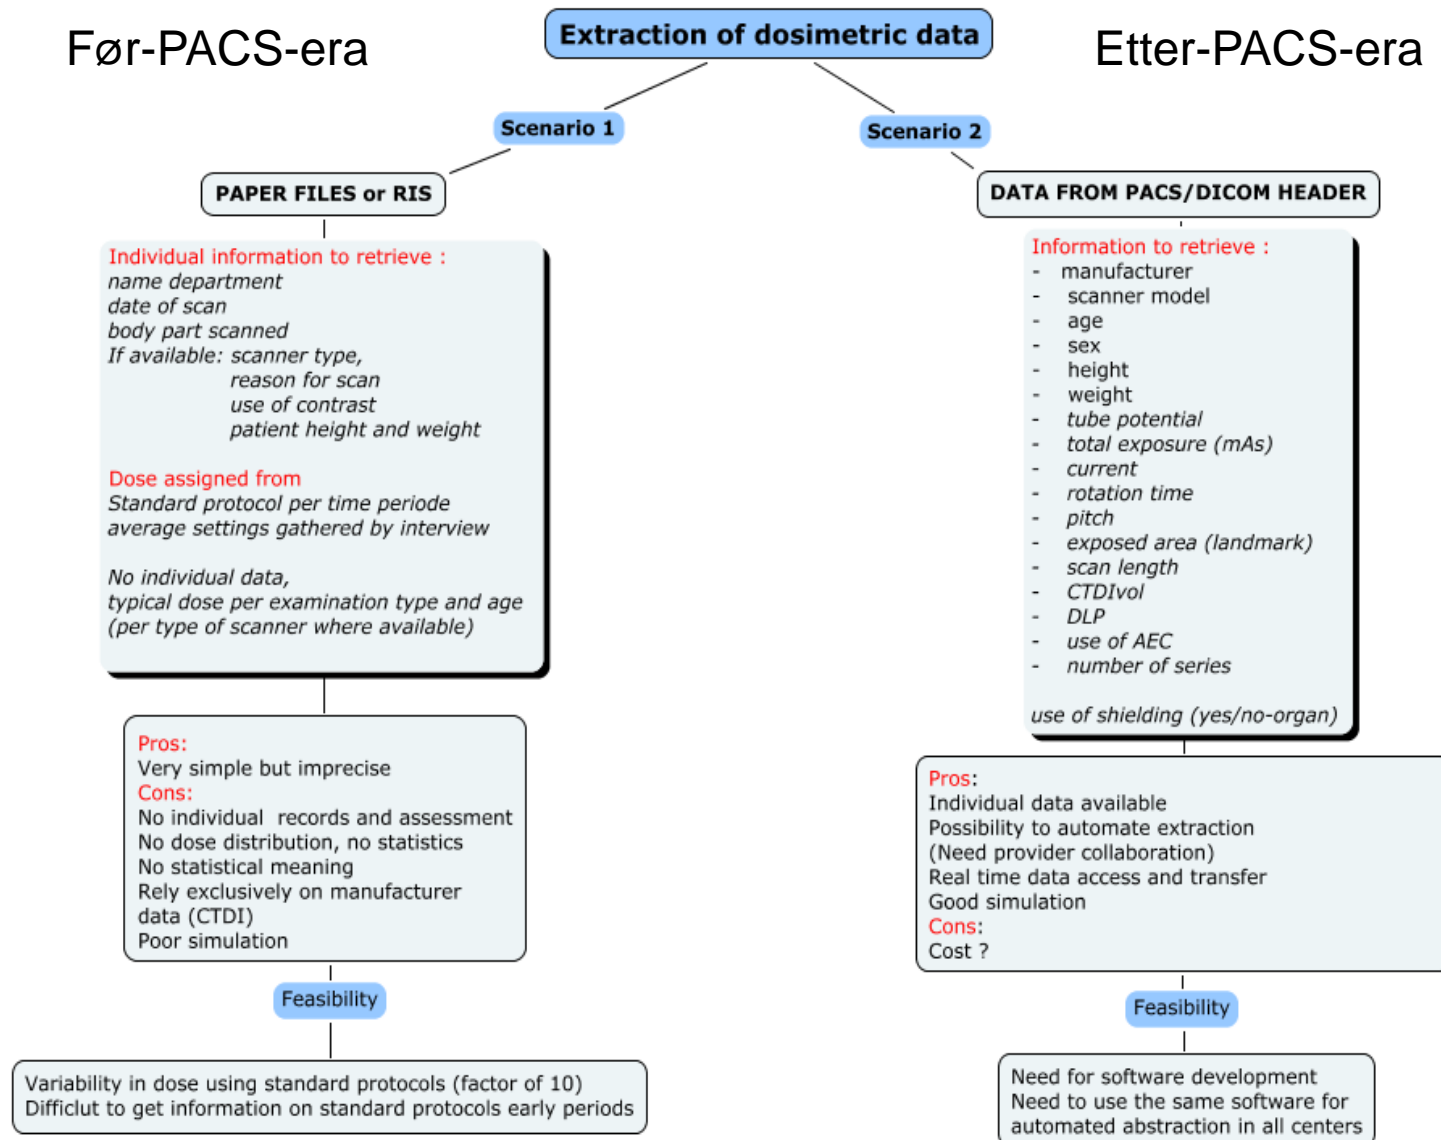 Før-PACS-era
Extraction of dosimetric data
Etter-PACS-era
Scenario 1
Scenario 2
PAPER FILES or RIS
Individual information to retrieve :
name department
date of scan
body part scanned
If available: scanner type,
reason for scan
use of contrast
patient height and weight
Dose assigned from
Standard protocol per time periode
average settings gathered by interview
No individual data,
typical dose per examination type and age
(per type of scanner where available)
Pros:
Very simple but imprecise
Cons:
No individual records and assessment
No dose distribution, no statistics
No statistical meaning
Rely exclusively on manufacturer
data (CTDI)
Poor simulation
Feasibility
Variability in dose using standard protocols (factor of 10)
Difficlut to get information on standard protocols early periods
DATA FROM PACS/DICOM HEADER
Information to retrieve :
- manufacturer
- scanner model
- age
- sex
- height
- weight
- tube potential
- total exposure (mAs)
- current
- rotation time
- pitch
- exposed area (landmark)
- scan length
- CTDIvol
- DLP
- use of AEC
- number of series
use of shielding (yes/no-organ)
Pros:
Individual data available
Possibility to automate extraction
(Need provider collaboration)
Real time data access and transfer
Good simulation
Cons:
Cost ?
Feasibility
Need for software development
Need to use the same software for
automated abstraction in all centers